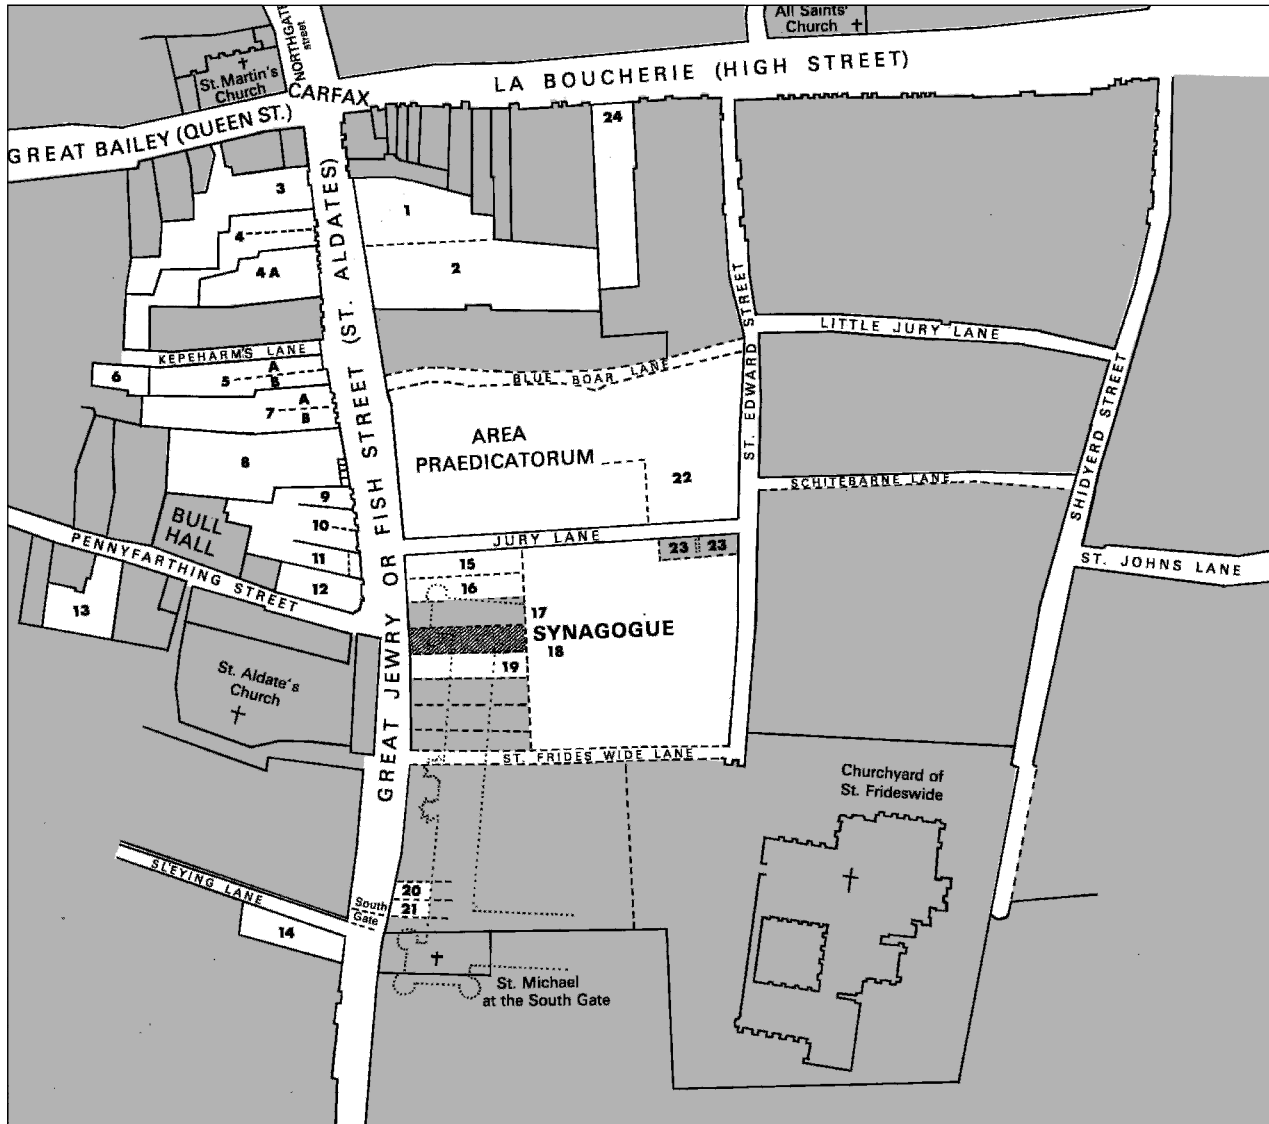 All Saints'
Church
NORTHGATE
street
St. Martin's
Church
CARFAX
LA BOUCHERIE (HIGH STREET)
GREAT BAILEY (QUEEN ST.)
24
3
1
4
4A
2
GREAT JEWRY OR FISH STREET (ST. ALDATES)
ST. EDWARD STREET
LITTLE JURY LANE
KEPEHARM'S LANE
6
5
A
B
7
A
B
BLUE BOAR LANE
AREA
PRAEDICATORUM
8
22
SCHITEBARNE LANE
SHIDYERD STREET
9
10
11
12
BULL
HALL
PENNYFARTHING STREET
13
JURY LANE
23
23
ST. JOHNS LANE
15
16
17
SYNAGOGUE
18
19
St. Aldate's
Church
ST. FRIDES WIDE LANE
Churchyard of
St. Frideswide
SLEYING LANE
South
Gate
20
21
14
St. Michael
at the South Gate